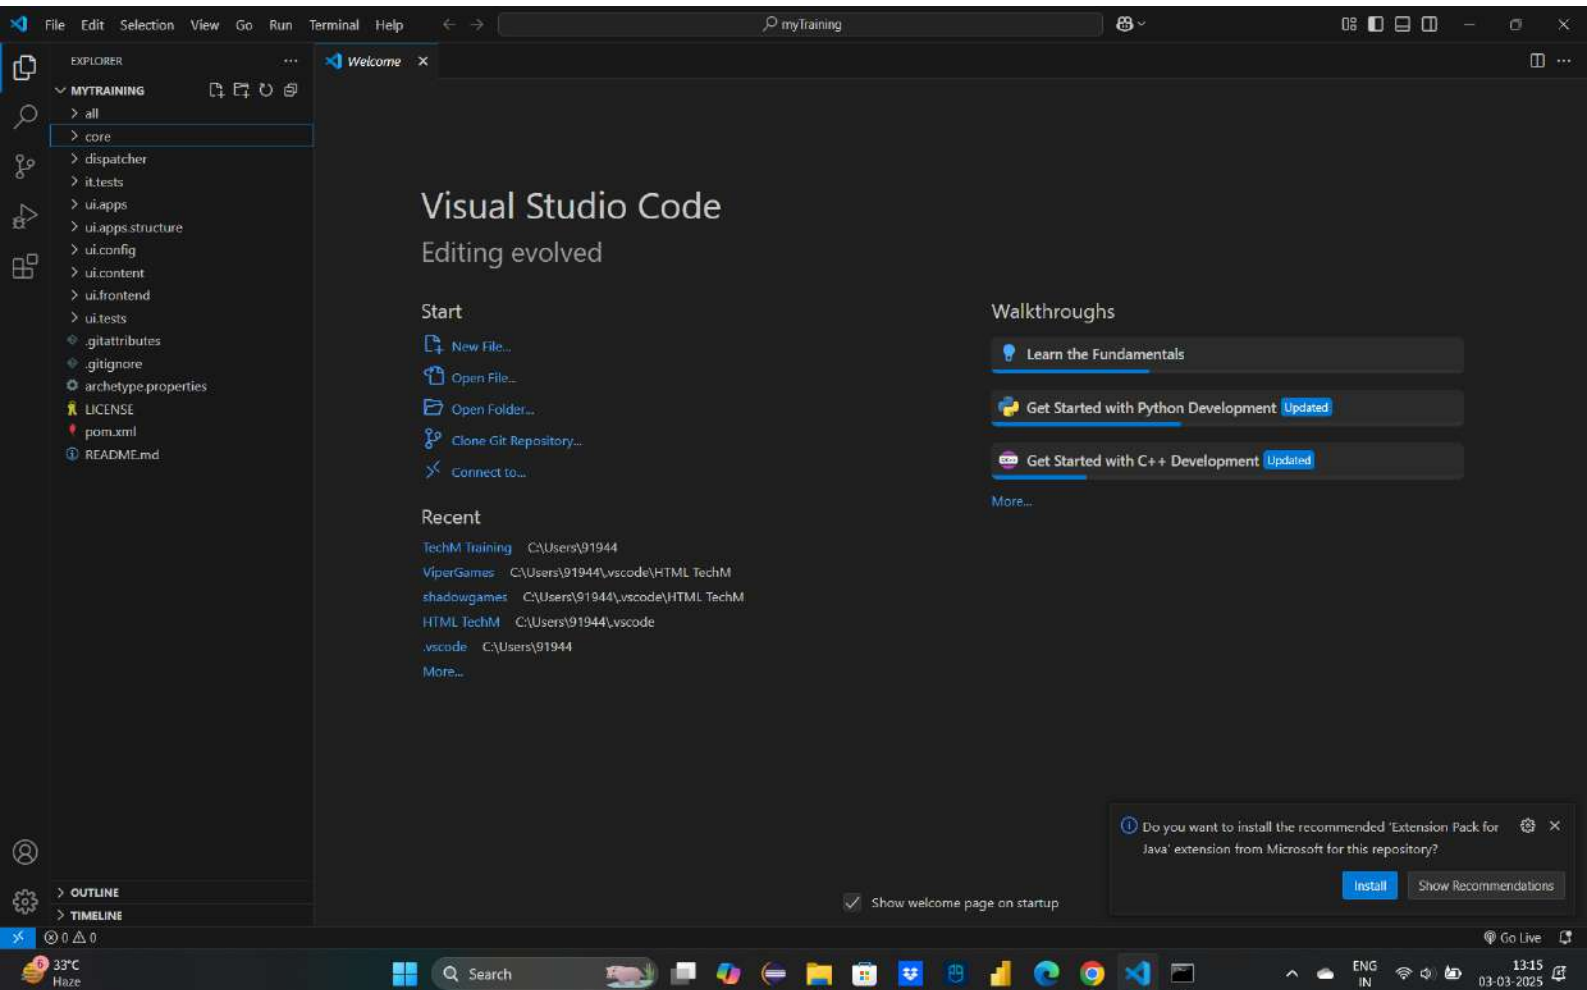 File Edit Selection View Go Run Terminal Help
myTraining
EXPLORER
Welcome
MYTRAINING
all
core
dispatcher
it.tests
ui.apps
ui.apps.structure
ui.config
ui.content
ui.frontend
ui.tests
.gitattributes
.gitignore
archetype.properties
LICENSE
pom.xml
README.md
OUTLINE
TIMELINE
Visual Studio Code
Editing evolved
Start
New File...
Open File...
Open Folder...
Clone Git Repository...
Connect to...
Recent
TechM Training C:\Users\91944
ViperGames C:\Users\91944\.vscode\HTML TechM
shadowgames C:\Users\91944\.vscode\HTML TechM
HTML TechM C:\Users\91944\.vscode
.vscode C:\Users\91944
More...
Walkthroughs
Learn the Fundamentals
Get Started with Python Development Updated
Get Started with C++ Development Updated
More...
Do you want to install the recommended 'Extension Pack for
Java' extension from Microsoft for this repository?
Install Show Recommendations
Show welcome page on startup
0 0
Go Live
6
33°C
Haze
Search
ENG
IN
13:15
03-03-2025